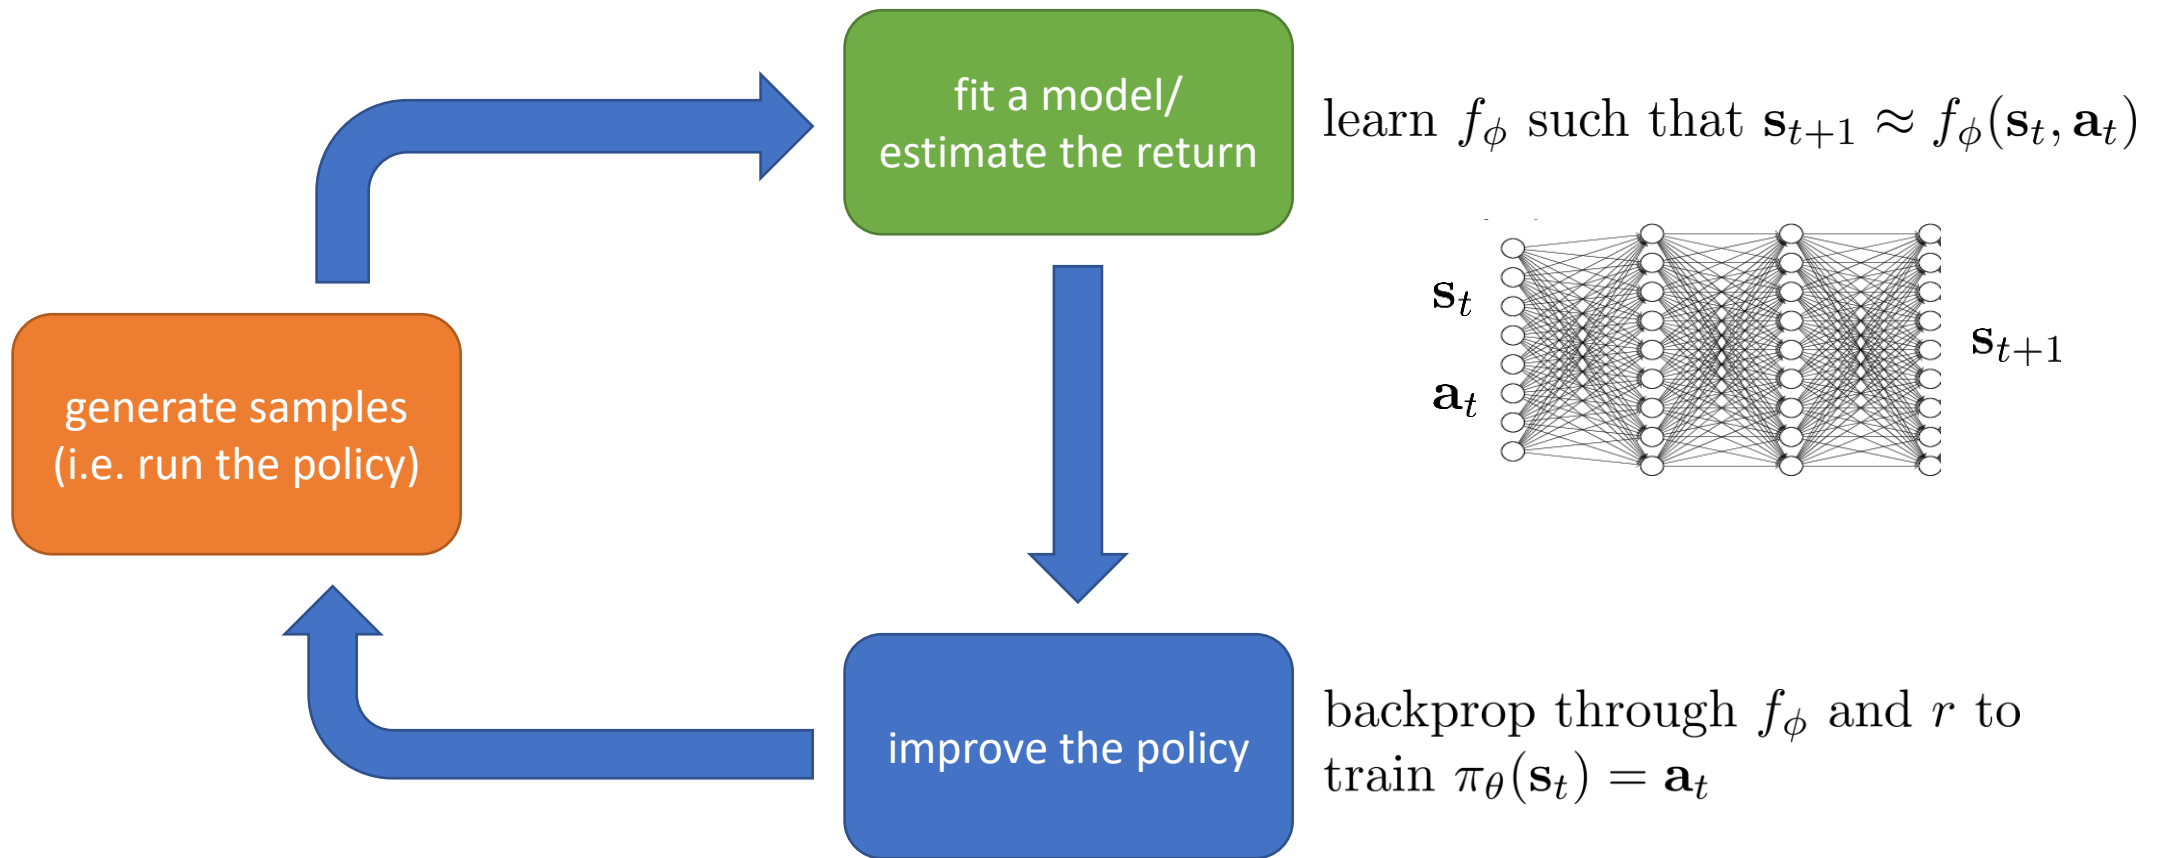 fit a model/
estimate the return
learn f_ϕ such that s_{t+1} ≈ f_ϕ(s_t, a_t)
s_t
a_t
s_{t+1}
generate samples
(i.e. run the policy)
improve the policy
backprop through f_ϕ and r to
train π_θ(s_t) = a_t